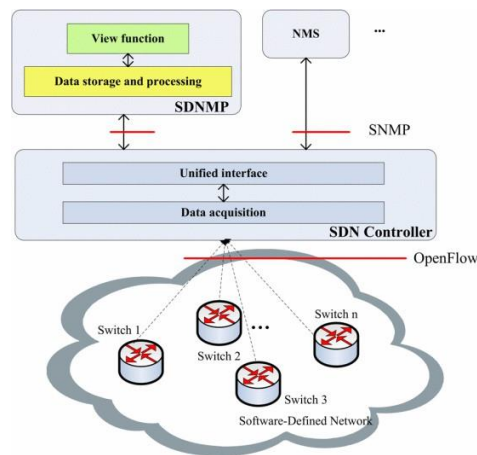 View function
Data storage and processing
SDNMP
NMS
...
SNMP
Unified interface
Data acquisition
SDN Controller
OpenFlow
Switch 1
Switch 2
...
Switch n
Switch 3
Software-Defined Network